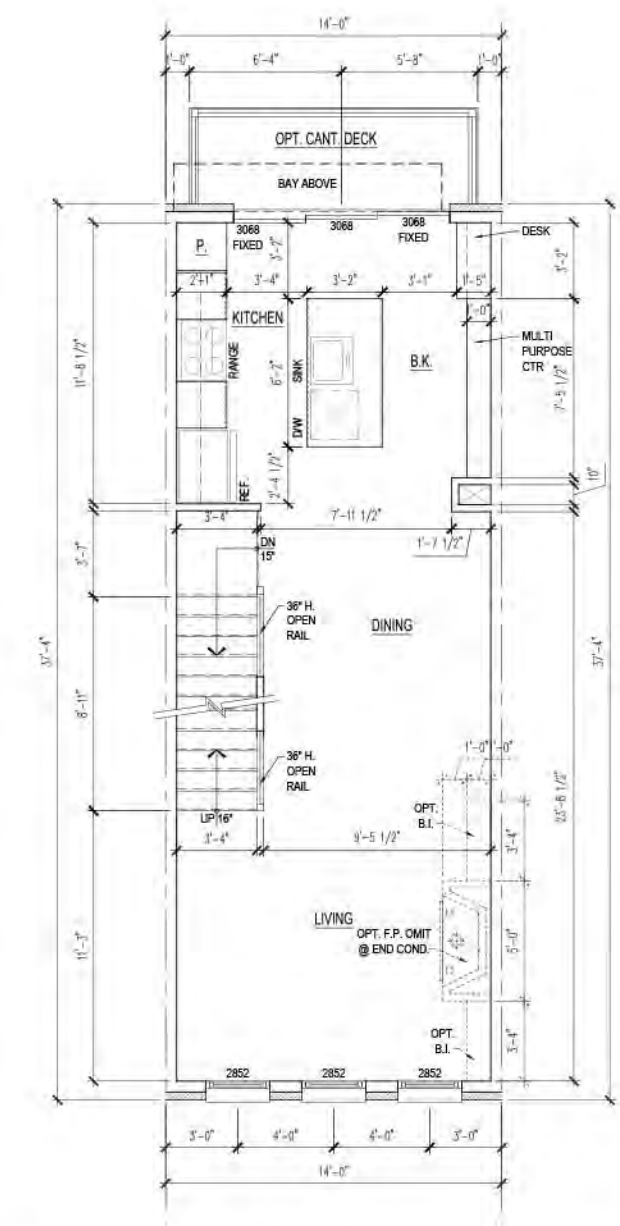 14'-0"
1'-0" 6'-4" 5'-8" 1'-0"
OPT. CANT. DECK
BAY ABOVE
3068
FIXED
3068
3068
FIXED
DESK
P.
3'-2"
3'-2"
2'-1" 3'-4" 3'-2" 3'-1" 1'-5"
1'-0"
KITCHEN
RANGE
SINK
D/W
6'-2"
B.K.
MULTI
PURPOSE
CTR
11'-8 1/2"
7'-5 1/2"
REF.
2'-4 1/2"
10"
3'-4" 7'-11 1/2"
1'-7 1/2"
DN
15"
3'-7"
36" H.
OPEN
RAIL
DINING
37'-4"
37'-4"
8'-11"
36" H.
OPEN
RAIL
1'-0" 1'-0"
23'-8 1/2"
OPT.
B.I.
UP 16"
3'-4" 9'-5 1/2"
3'-4"
LIVING
OPT. F.P. OMIT
@ END COND.
5'-0"
11'-3"
OPT.
B.I.
3'-4"
2852 2852 2852
3'-0" 4'-0" 4'-0" 3'-0"
14'-0"